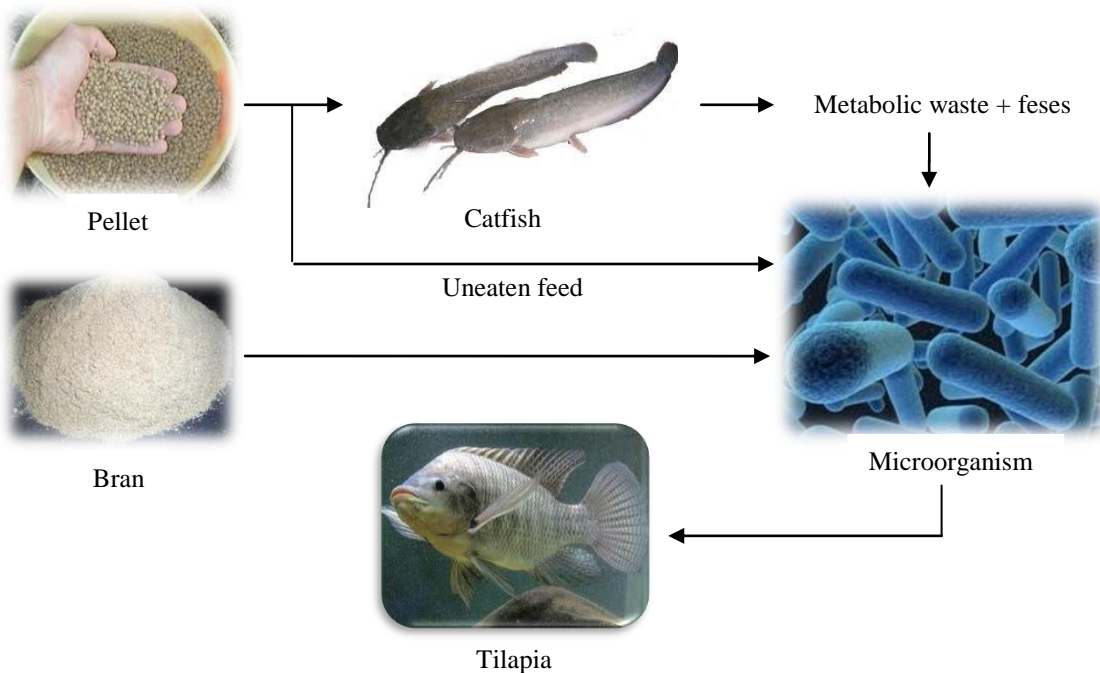 Metabolic waste + feses
Pellet
Catfish
Uneaten feed
Bran
Microorganism
Tilapia